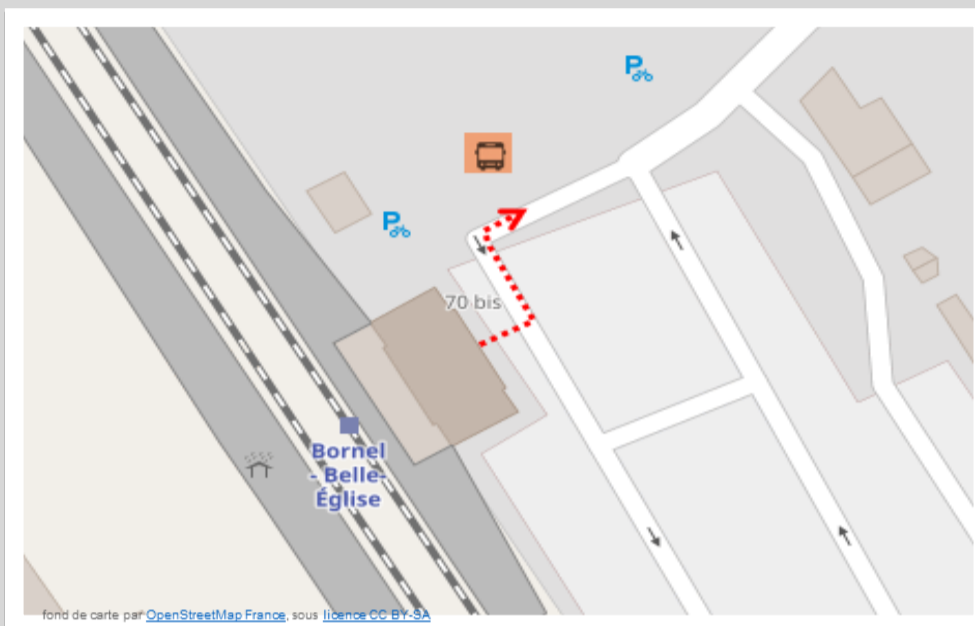 P
P
70 bis
Bornel
- Belle-
Église
fond de carte par OpenStreetMap France, sous licence CC BY-SA